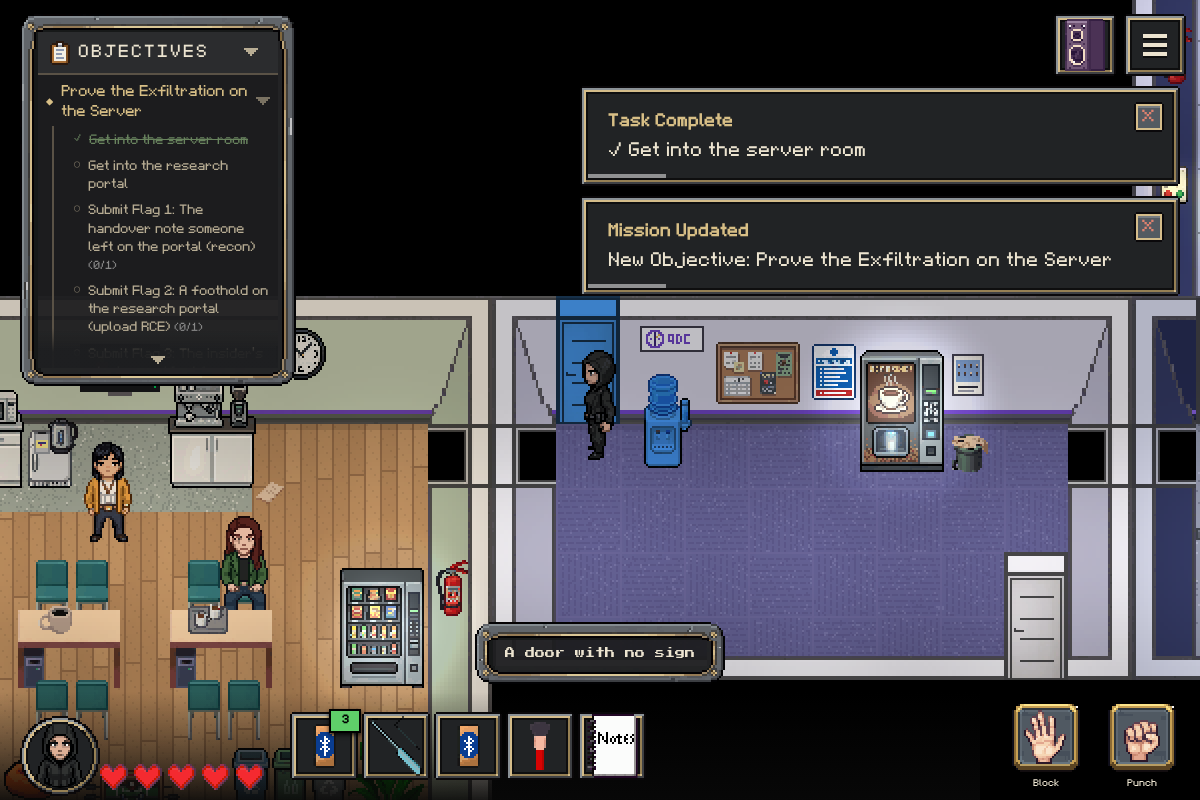 OBJECTIVES
Prove the Exfiltration on
the Server
Get into the server room
Get into the research
portal
Submit Flag 1: The
handover note someone
left on the portal (recon)
(0/1)
Submit Flag 2: A foothold on
the research portal
(upload RCE) (0/1)
Task Complete
✓ Get into the server room
Mission Updated
New Objective: Prove the Exfiltration on the Server
QDC
A door with no sign
3
Notes
Block
Punch